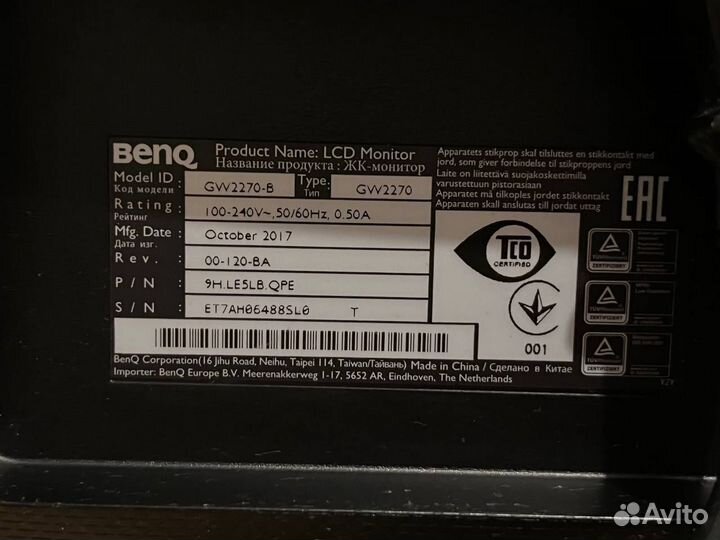 BenQ
Product Name: LCD Monitor
Название продукта : ЖК-монитор
Model ID : GW2270-B Type : GW2270
Код модели Тип
Rating : 100-240V~,50/60Hz, 0.50A
Рейтинг
Mfg. Date : October 2017
Дата изг.
Rev. : 00-120-BA
P / N : 9H.LE5LB.QPE
S / N : ET7AH06488SL0 T
BenQ Corporation(16 Jihu Road, Neihu, Taipei 114, Taiwan/Тайвань) Made in China / Сделано в Китае
Importer: BenQ Europe B.V. Meerenakkerweg 1-17, 5652 AR, Eindhoven, The Netherlands
Apparatets stikprop skal tilsluttes en stikkontakt med
jord, som giver forbindelse til stikproppens jord
Laite on liitettävä suojakoskettimilla
varustettuun pistorasiaan
Apparatet må tilkoples jordet stikkontakt
Apparaten skall anslutas till jordat uttag
EAC
TCO
CERTIFIED
001
ZERTIFIZIERT
ZERTIFIZIERT
ZERTIFIZIERT
Avito